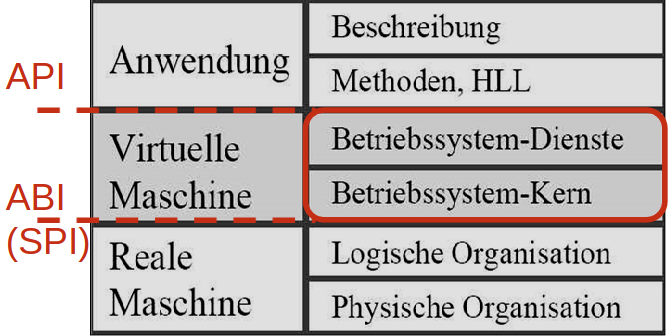 API
ABI
(SPI)
Anwendung
Beschreibung
Methoden, HLL
Virtuelle
Maschine
Betriebssystem-Dienste
Betriebssystem-Kern
Reale
Maschine
Logische Organisation
Physische Organisation